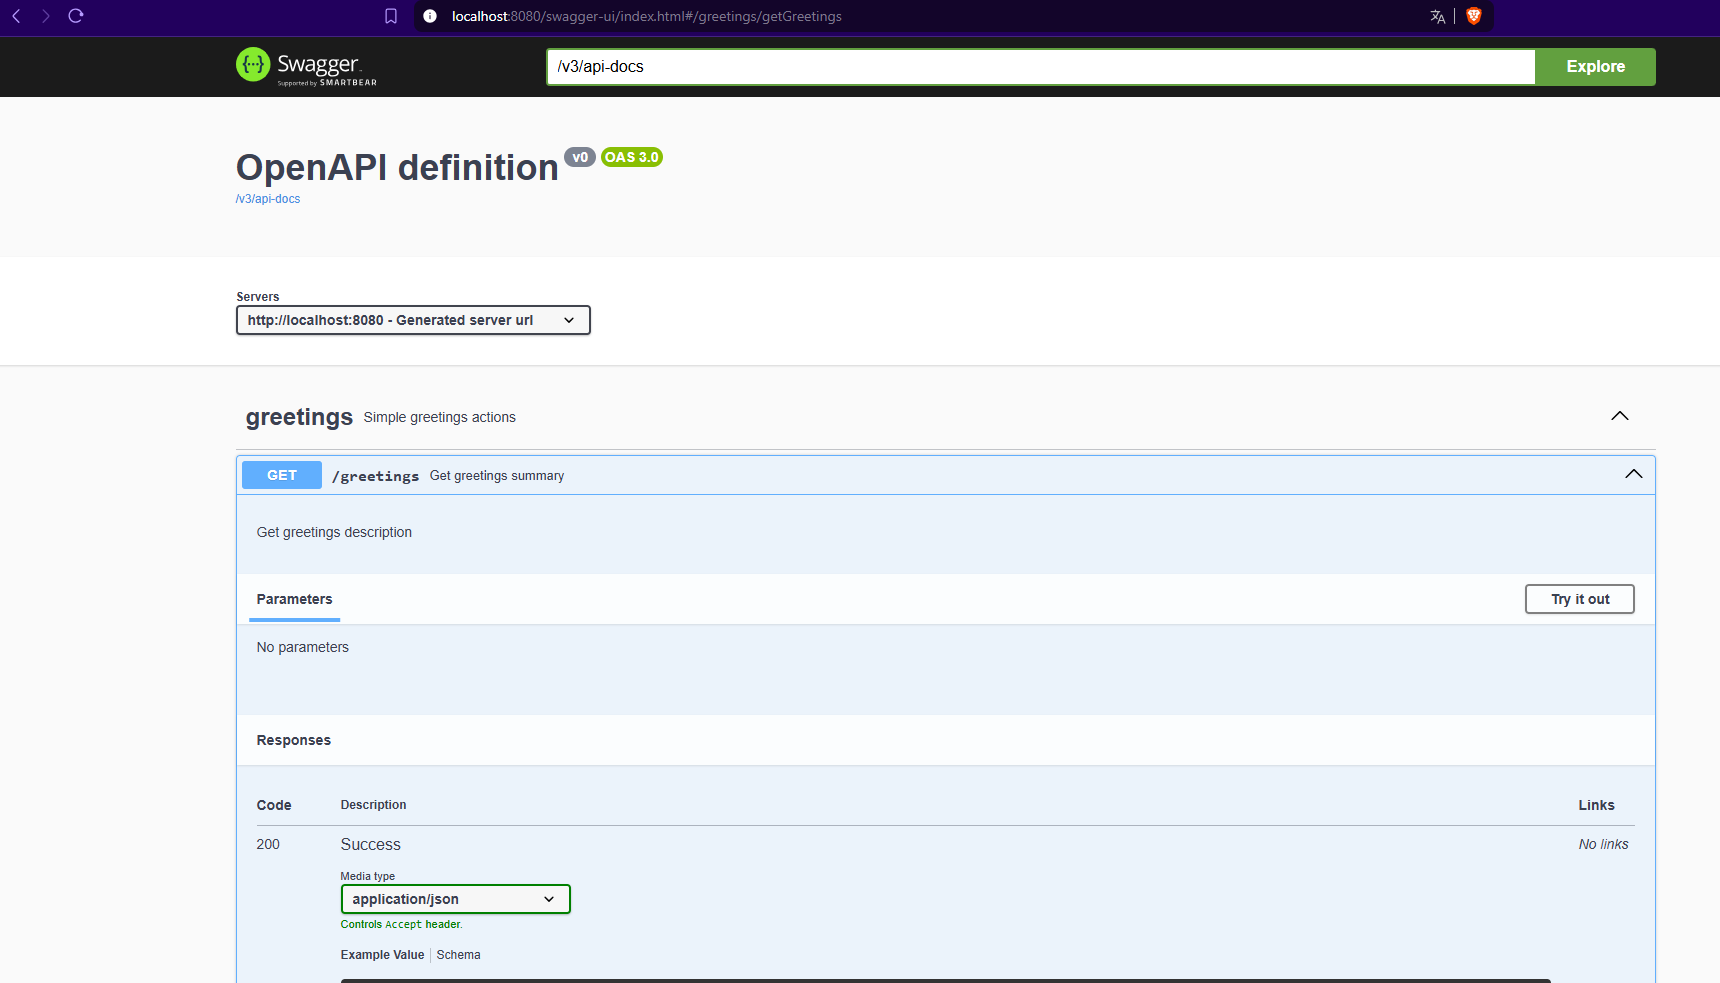 localhost:8080/swagger-ui/index.html#/greetings/getGreetings
Swagger
Supported by SMARTBEAR
/v3/api-docs
Explore
OpenAPI definition v0 OAS 3.0
/v3/api-docs
Servers
http://localhost:8080 - Generated server url
greetings Simple greetings actions
GET /greetings Get greetings summary
Get greetings description
Parameters
Try it out
No parameters
Responses
Code Description Links
200 Success No links
Media type
application/json
Controls Accept header.
Example Value Schema